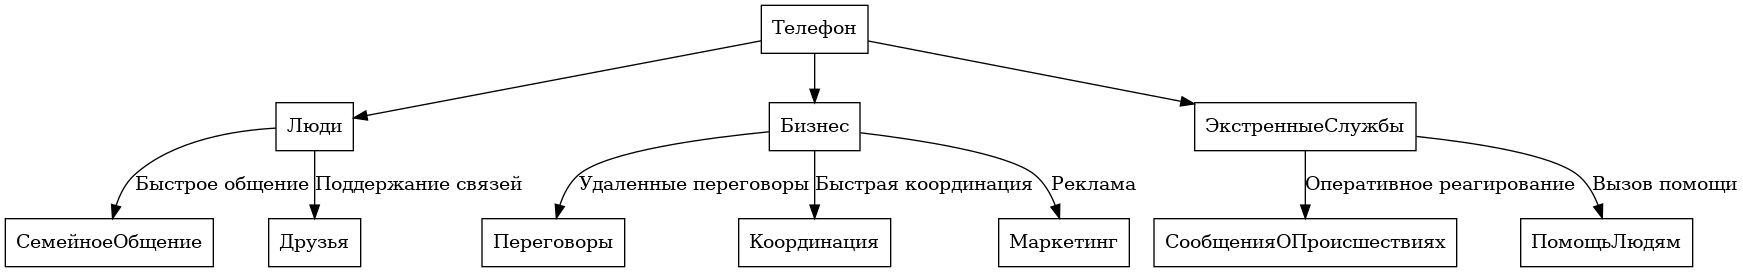 Телефон
Люди
Бизнес
ЭкстренныеСлужбы
Быстрое общение
Поддержание связей
Удаленные переговоры
Быстрая координация
Реклама
Оперативное реагирование
Вызов помощи
СемейноеОбщение
Друзья
Переговоры
Координация
Маркетинг
СообщенияОПроисшествиях
ПомощьЛюдям